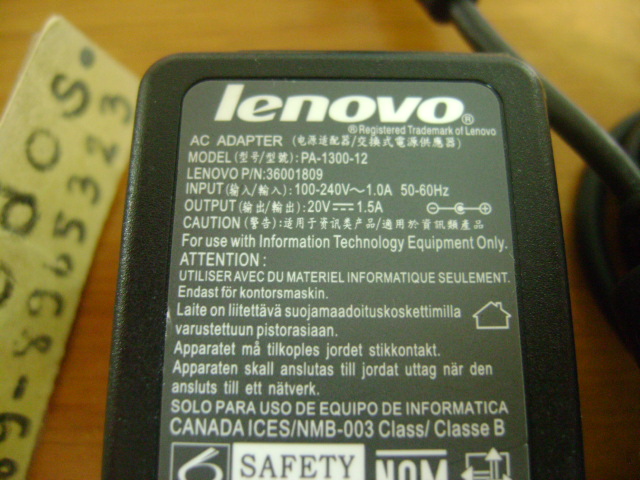 lenovo®
®Registered Trademark of Lenovo
AC ADAPTER (电源适配器/交換式電源供應器)
MODEL (型号/型號): PA-1300-12
LENOVO P/N:36001809
INPUT (输入/輸入): 100-240V～1.0A 50-60Hz
OUTPUT (输出/輸出): 20V⎓1.5A
CAUTION (警告): 适用于资讯类产品/適用於資訊類產品
For use with Information Technology Equipment Only.
ATTENTION :
UTILISER AVEC DU MATERIEL INFORMATIQUE SEULEMENT.
Endast för kontorsmaskin.
Laite on liitettävä suojamaadoituskoskettimilla
varustettuun pistorasiaan.
Apparatet må tilkoples jordet stikkontakt.
Apparaten skall anslutas till jordat uttag när den
ansluts till ett nätverk.
SOLO PARA USO DE EQUIPO DE INFORMATICA
CANADA ICES/NMB-003 Class/ Classe B
SAFETY
NOM